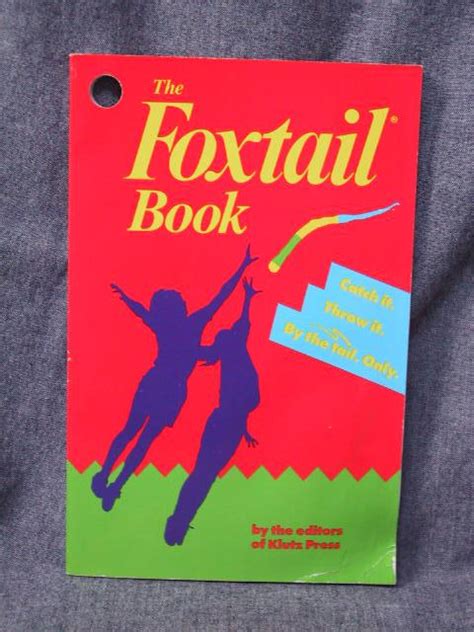 The
Foxtail®
Book
Catch it.
Throw it.
By the tail. Only.
by the editors
of Klutz Press